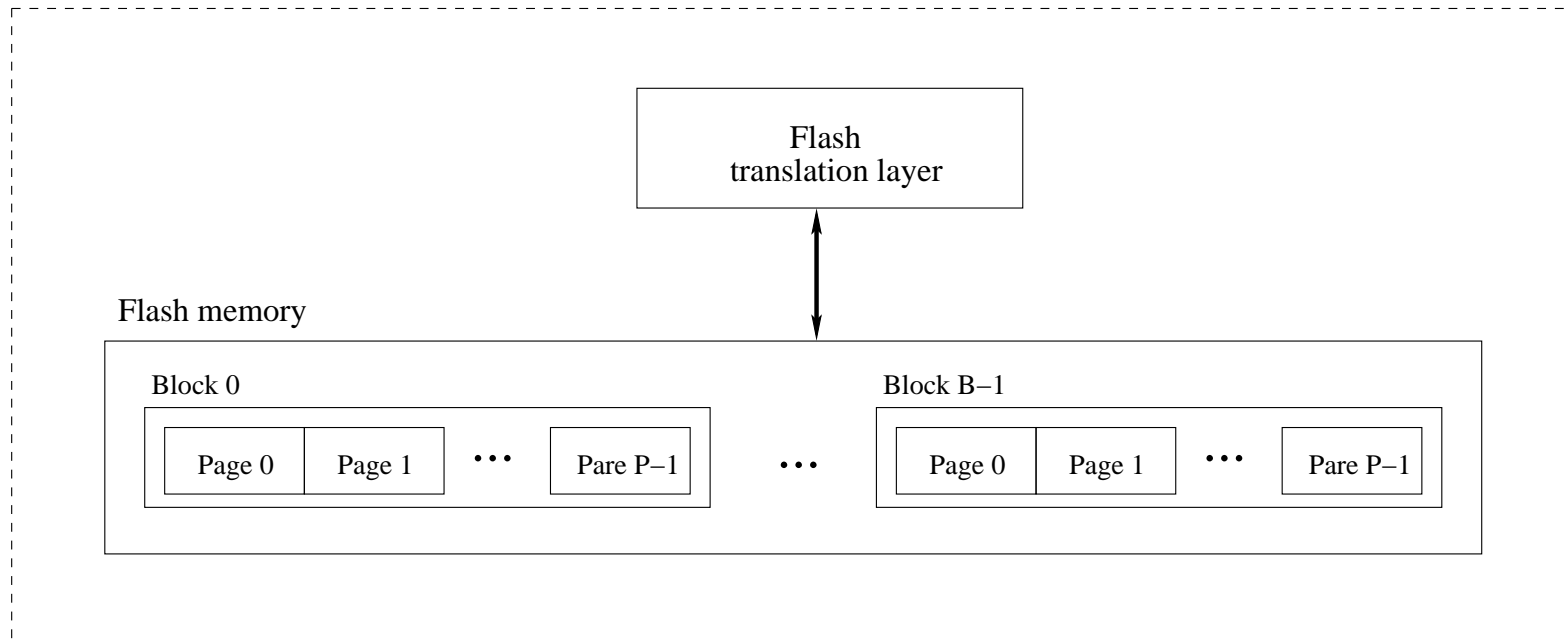 Flash
translation layer
Flash memory
Block 0
Block B–1
Page 0
Page 1
•••
Pare P–1
•••
Page 0
Page 1
•••
Pare P–1